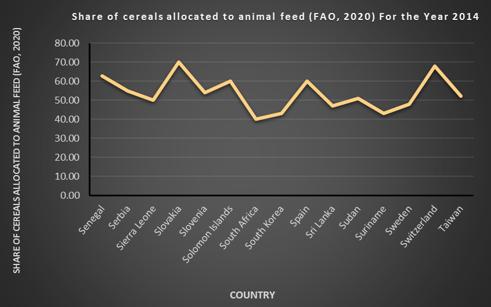 Share of cereals allocated to animal feed (FAO, 2020) For the Year 2014
SHARE OF CEREALS ALLOCATED TO ANIMAL FEED (FAO, 2020)
80.00
70.00
60.00
50.00
40.00
30.00
20.00
10.00
0.00
Senegal
Serbia
Sierra Leone
Slovakia
Slovenia
Solomon Islands
South Africa
South Korea
Spain
Sri Lanka
Sudan
Suriname
Sweden
Switzerland
Taiwan
COUNTRY